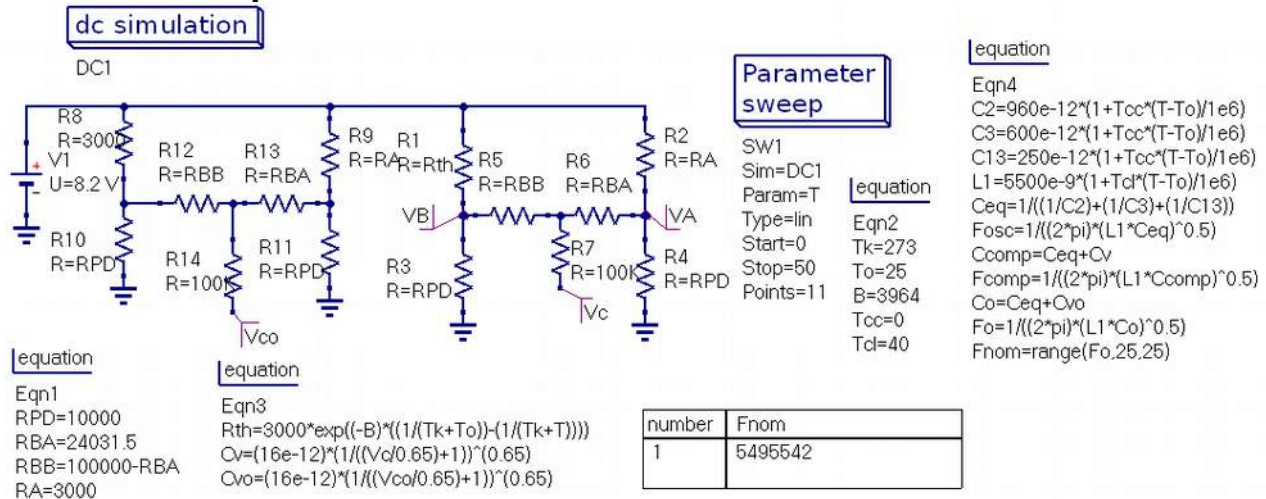 dc simulation
DC1
R8
R=3000
V1
U=8.2 V
R12
R=RBB
R13
R=RBA
R9
R=RA
R10
R=RPD
R14
R=100K
R11
R=RPD
Vco
R1
R=Rth
R5
R=RBB
R6
R=RBA
R2
R=RA
VB
VA
R3
R=RPD
R7
R=100K
R4
R=RPD
Vc
Parameter
sweep
SW1
Sim=DC1
Param=T
Type=lin
Start=0
Stop=50
Points=11
equation
Eqn2
Tk=273
To=25
B=3964
Tcc=0
Tcl=40
equation
Eqn4
C2=960e-12*(1+Tcc*(T-To)/1e6)
C3=600e-12*(1+Tcc*(T-To)/1e6)
C13=250e-12*(1+Tcc*(T-To)/1e6)
L1=5500e-9*(1+Tcl*(T-To)/1e6)
Ceq=1/((1/C2)+(1/C3)+(1/C13))
Fosc=1/((2*pi)*(L1*Ceq)^0.5)
Ccomp=Ceq+Cv
Fcomp=1/((2*pi)*(L1*Ccomp)^0.5)
Co=Ceq+Cvo
Fo=1/((2*pi)*(L1*Co)^0.5)
Fnom=range(Fo,25,25)
equation
Eqn1
RPD=10000
RBA=24031.5
RBB=100000-RBA
RA=3000
equation
Eqn3
Rth=3000*exp((-B)*((1/(Tk+To))-(1/(Tk+T))))
Cv=(16e-12)*(1/((Vc/0.65)+1))^(0.65)
Cvo=(16e-12)*(1/((Vco/0.65)+1))^(0.65)
number Fnom
1 5495542